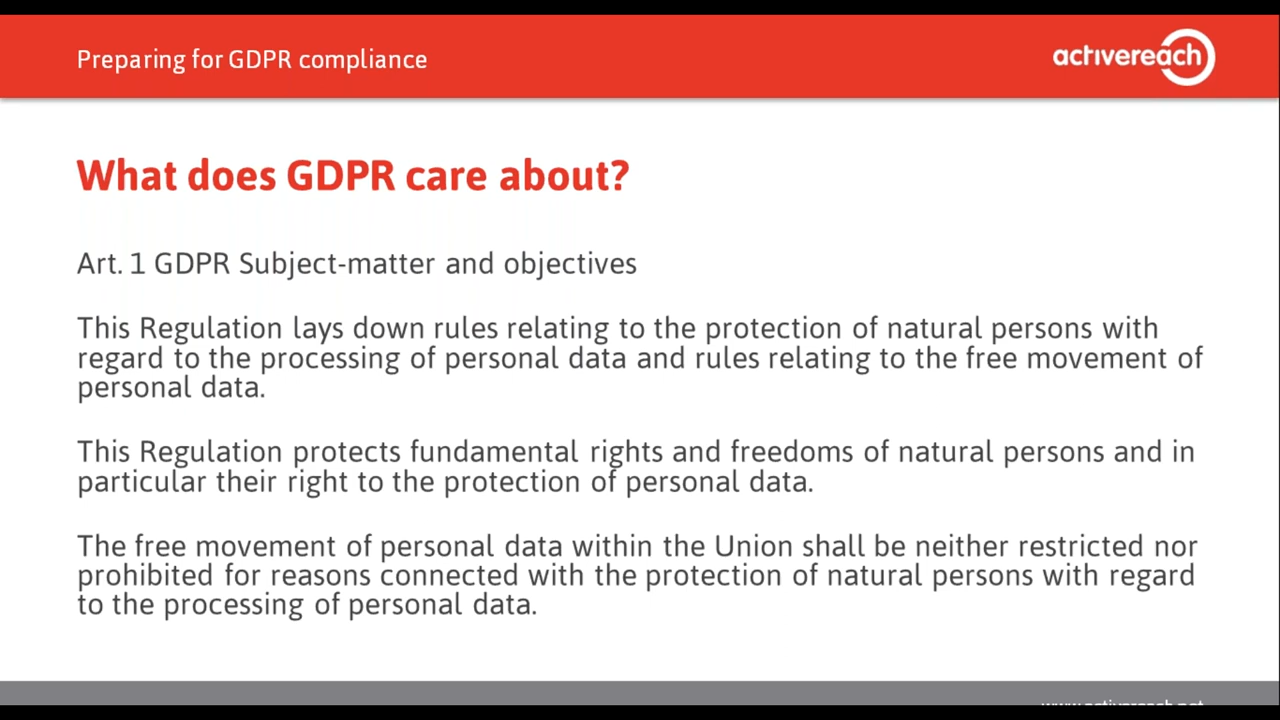 Preparing for GDPR compliance
activereach
What does GDPR care about?
Art. 1 GDPR Subject-matter and objectives
This Regulation lays down rules relating to the protection of natural persons with
regard to the processing of personal data and rules relating to the free movement of
personal data.
This Regulation protects fundamental rights and freedoms of natural persons and in
particular their right to the protection of personal data.
The free movement of personal data within the Union shall be neither restricted nor
prohibited for reasons connected with the protection of natural persons with regard
to the processing of personal data.